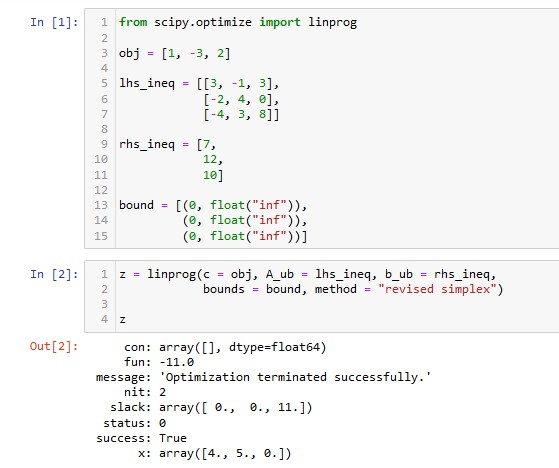 In [1]:
1 from scipy.optimize import linprog
2
3 obj = [1, -3, 2]
4
5 lhs_ineq = [[3, -1, 3],
6             [-2, 4, 0],
7             [-4, 3, 8]]
8
9 rhs_ineq = [7,
10             12,
11             10]
12
13 bound = [(0, float("inf")),
14          (0, float("inf")),
15          (0, float("inf"))]
In [2]:
1 z = linprog(c = obj, A_ub = lhs_ineq, b_ub = rhs_ineq,
2             bounds = bound, method = "revised simplex")
3
4 z
Out[2]:
con: array([], dtype=float64)
fun: -11.0
message: 'Optimization terminated successfully.'
nit: 2
slack: array([ 0.,  0., 11.])
status: 0
success: True
x: array([4., 5., 0.])